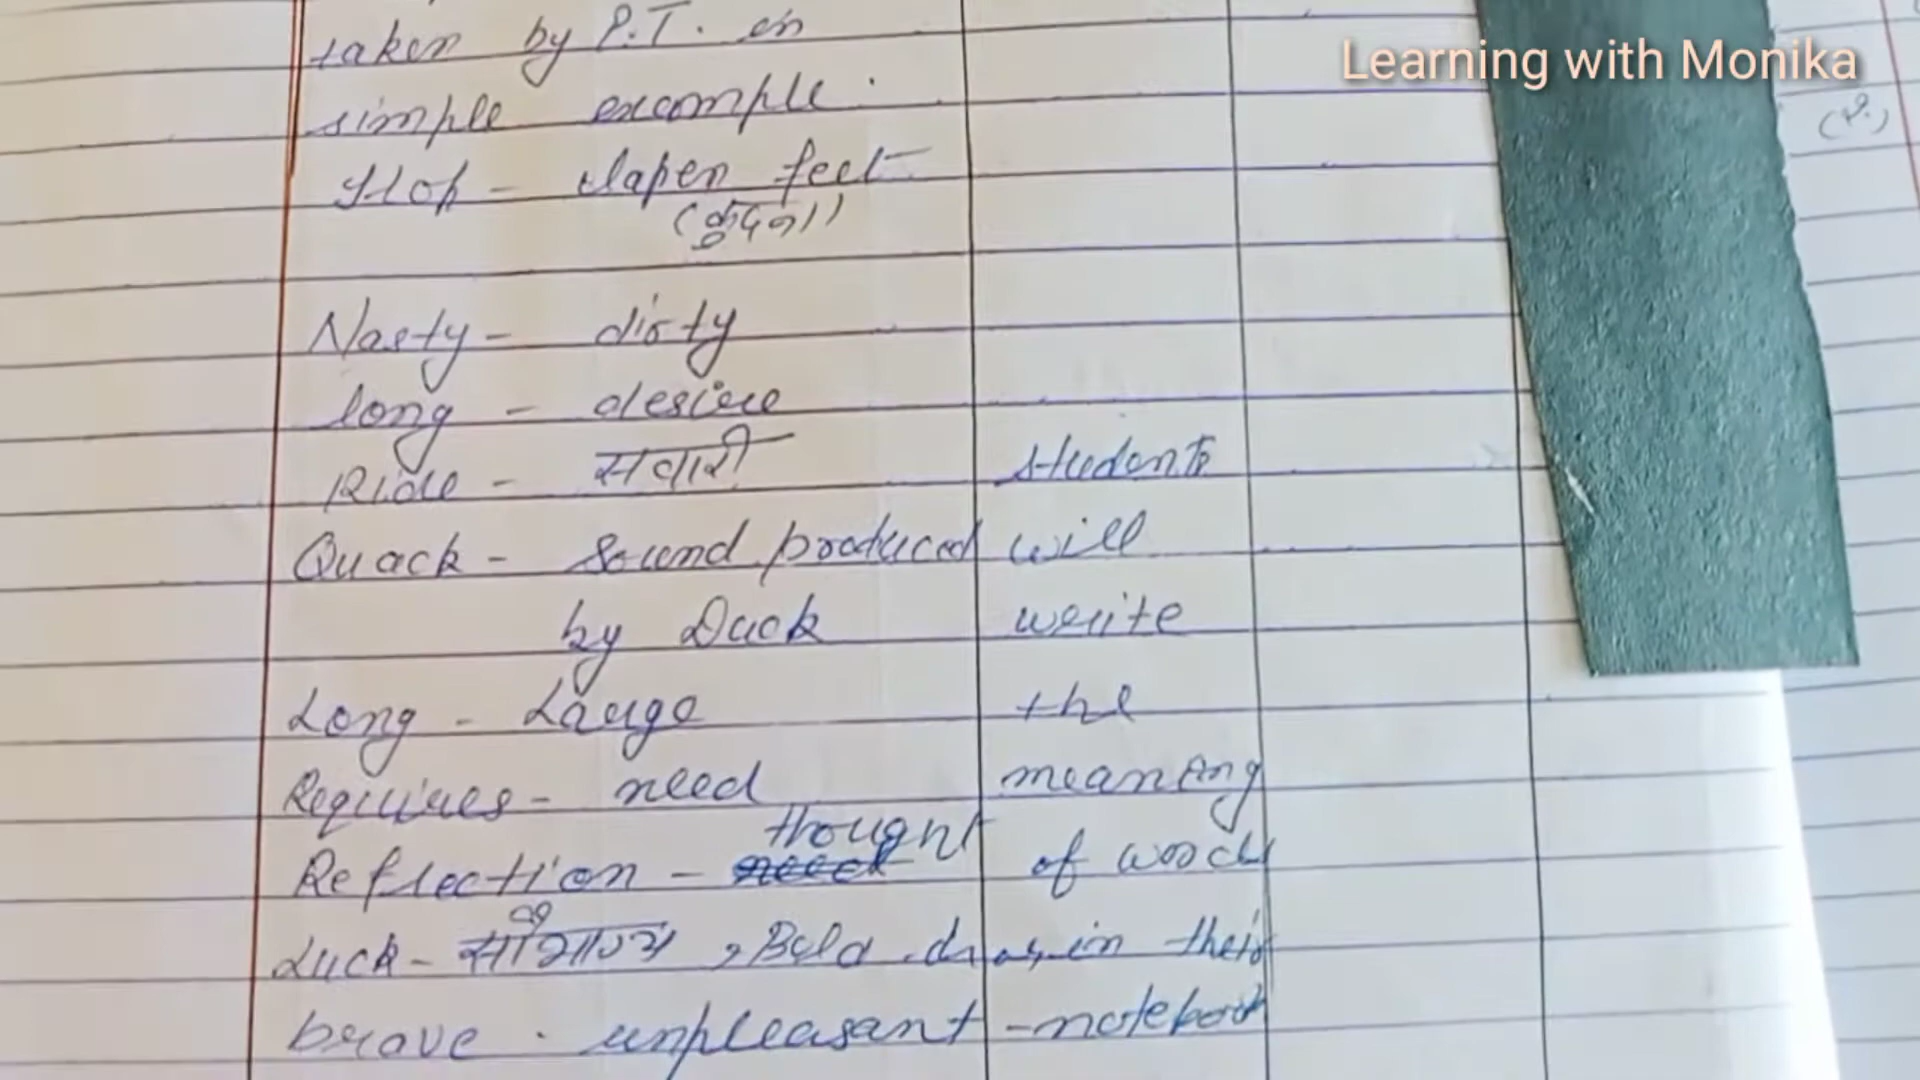 Learning with Monika
(P.)
taken by P.T. in
simple example.
Hop - feet
(कुदना)
Nasty - dirty
long - desire
Ride - सवारी
Quack - Sound produced
by Duck
Long - Large
Requires - need
Reflection - thought
Luck - सौभाग्य, Bold
brave . unpleasant
students
will
write
the
meaning
of words
in their
notebook